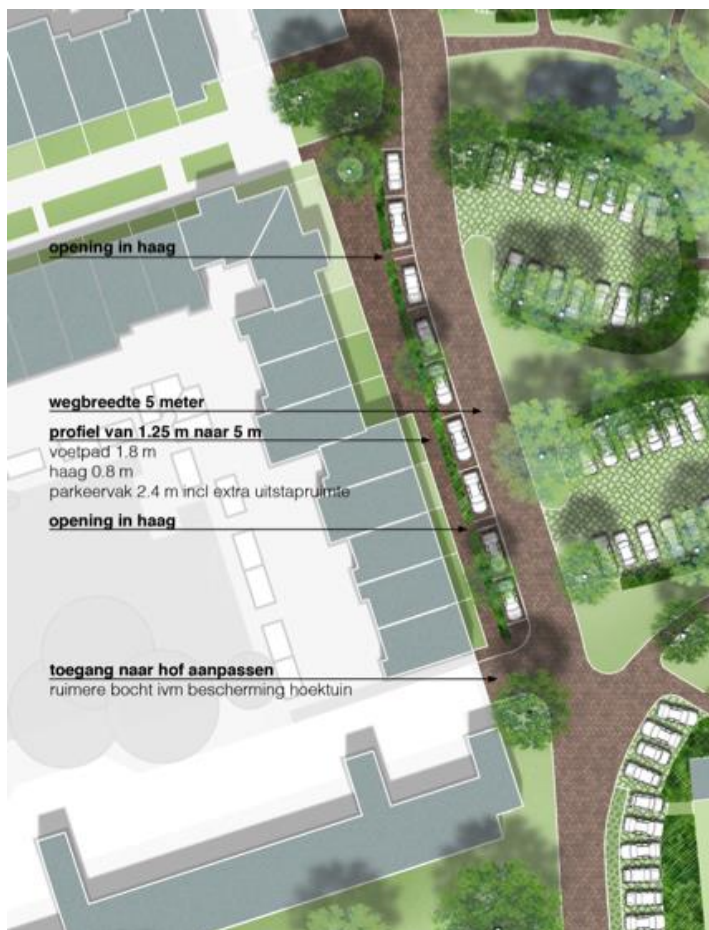 opening in haag
wegbreedte 5 meter
profiel van 1.25 m naar 5 m
voetpad 1.8 m
haag 0.8 m
parkeervak 2.4 m incl extra uitstapruimte
opening in haag
toegang naar hof aanpassen
ruimere bocht ivm bescherming hoektuin